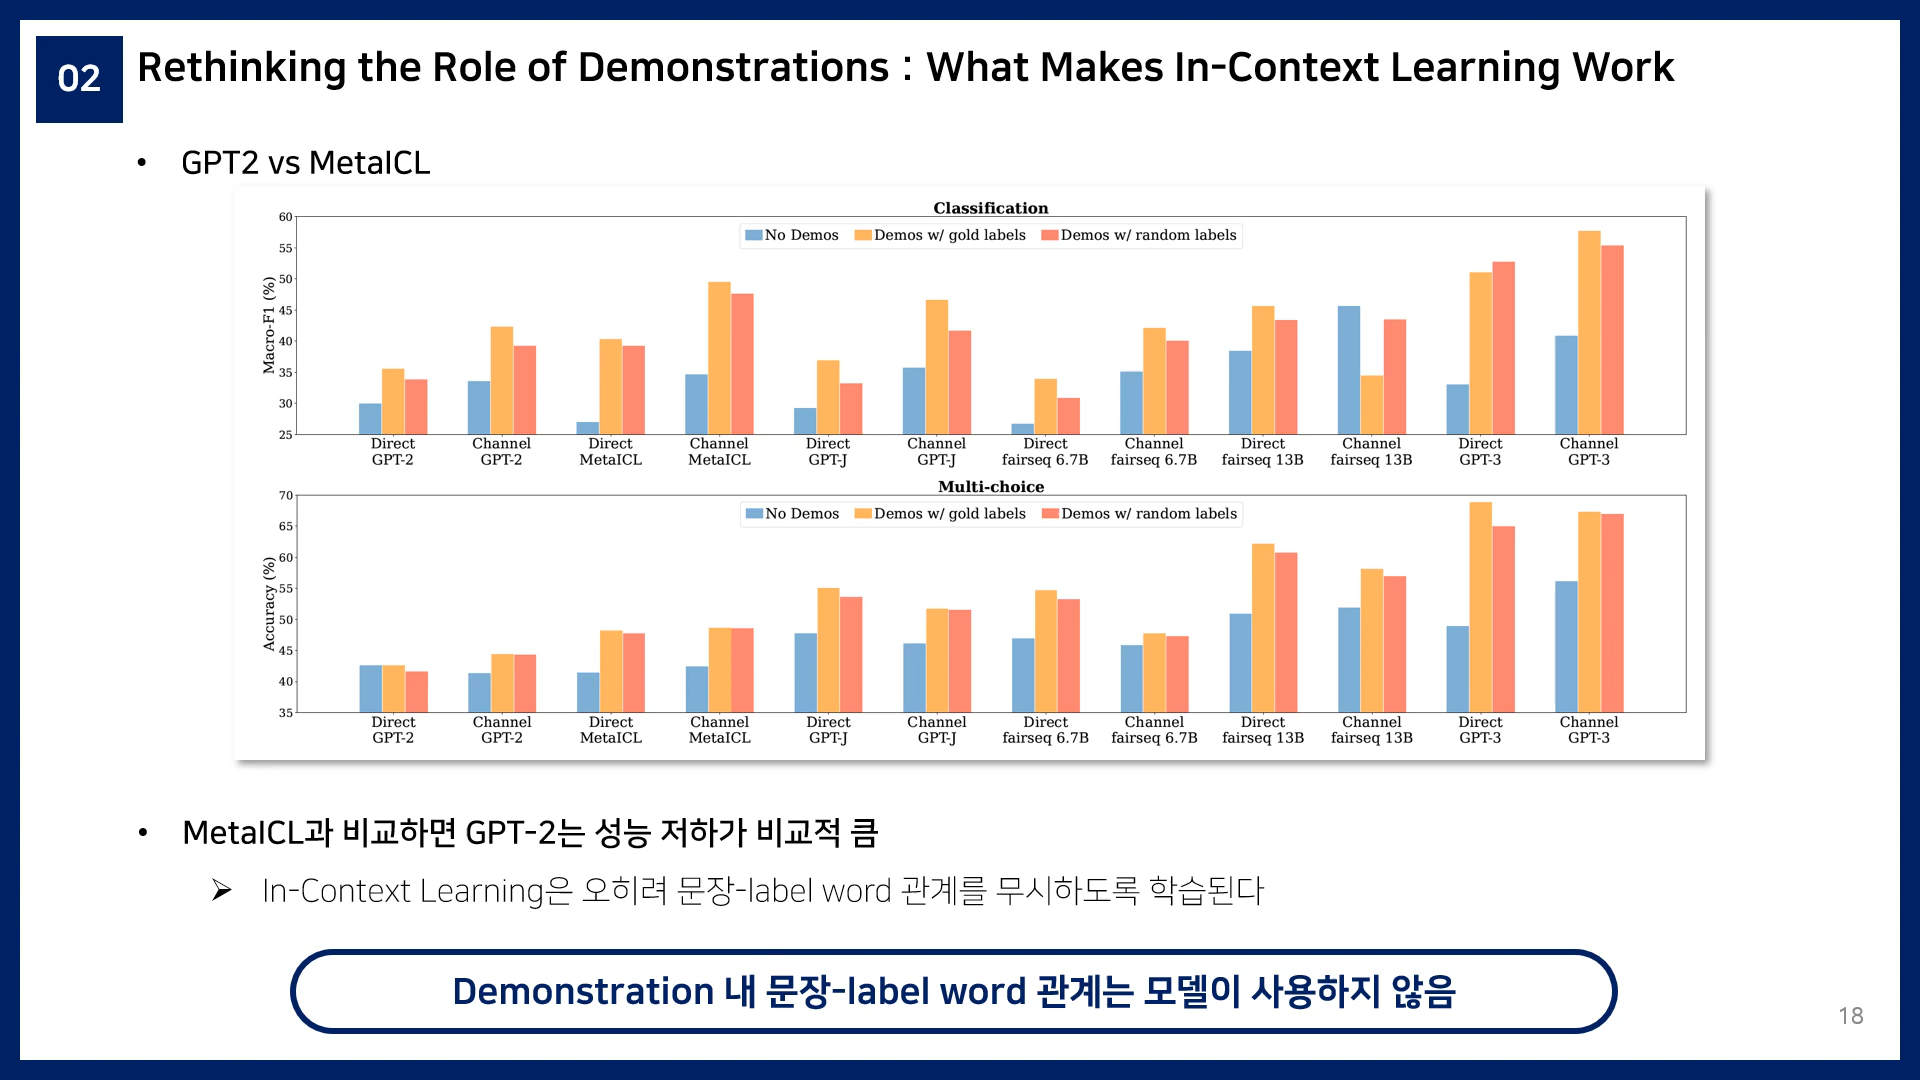 02
Rethinking the Role of Demonstrations : What Makes In-Context Learning Work
• GPT2 vs MetaICL
Classification
No Demos Demos w/ gold labels Demos w/ random labels
Macro-F1 (%)
60
55
50
45
40
35
30
25
Direct GPT-2
Channel GPT-2
Direct MetaICL
Channel MetaICL
Direct GPT-J
Channel GPT-J
Direct fairseq 6.7B
Channel fairseq 6.7B
Direct fairseq 13B
Channel fairseq 13B
Direct GPT-3
Channel GPT-3
Multi-choice
No Demos Demos w/ gold labels Demos w/ random labels
Accuracy (%)
70
65
60
55
50
45
40
35
Direct GPT-2
Channel GPT-2
Direct MetaICL
Channel MetaICL
Direct GPT-J
Channel GPT-J
Direct fairseq 6.7B
Channel fairseq 6.7B
Direct fairseq 13B
Channel fairseq 13B
Direct GPT-3
Channel GPT-3
• MetaICL과 비교하면 GPT-2는 성능 저하가 비교적 큼
➢ In-Context Learning은 오히려 문장-label word 관계를 무시하도록 학습된다
Demonstration 내 문장-label word 관계는 모델이 사용하지 않음
18